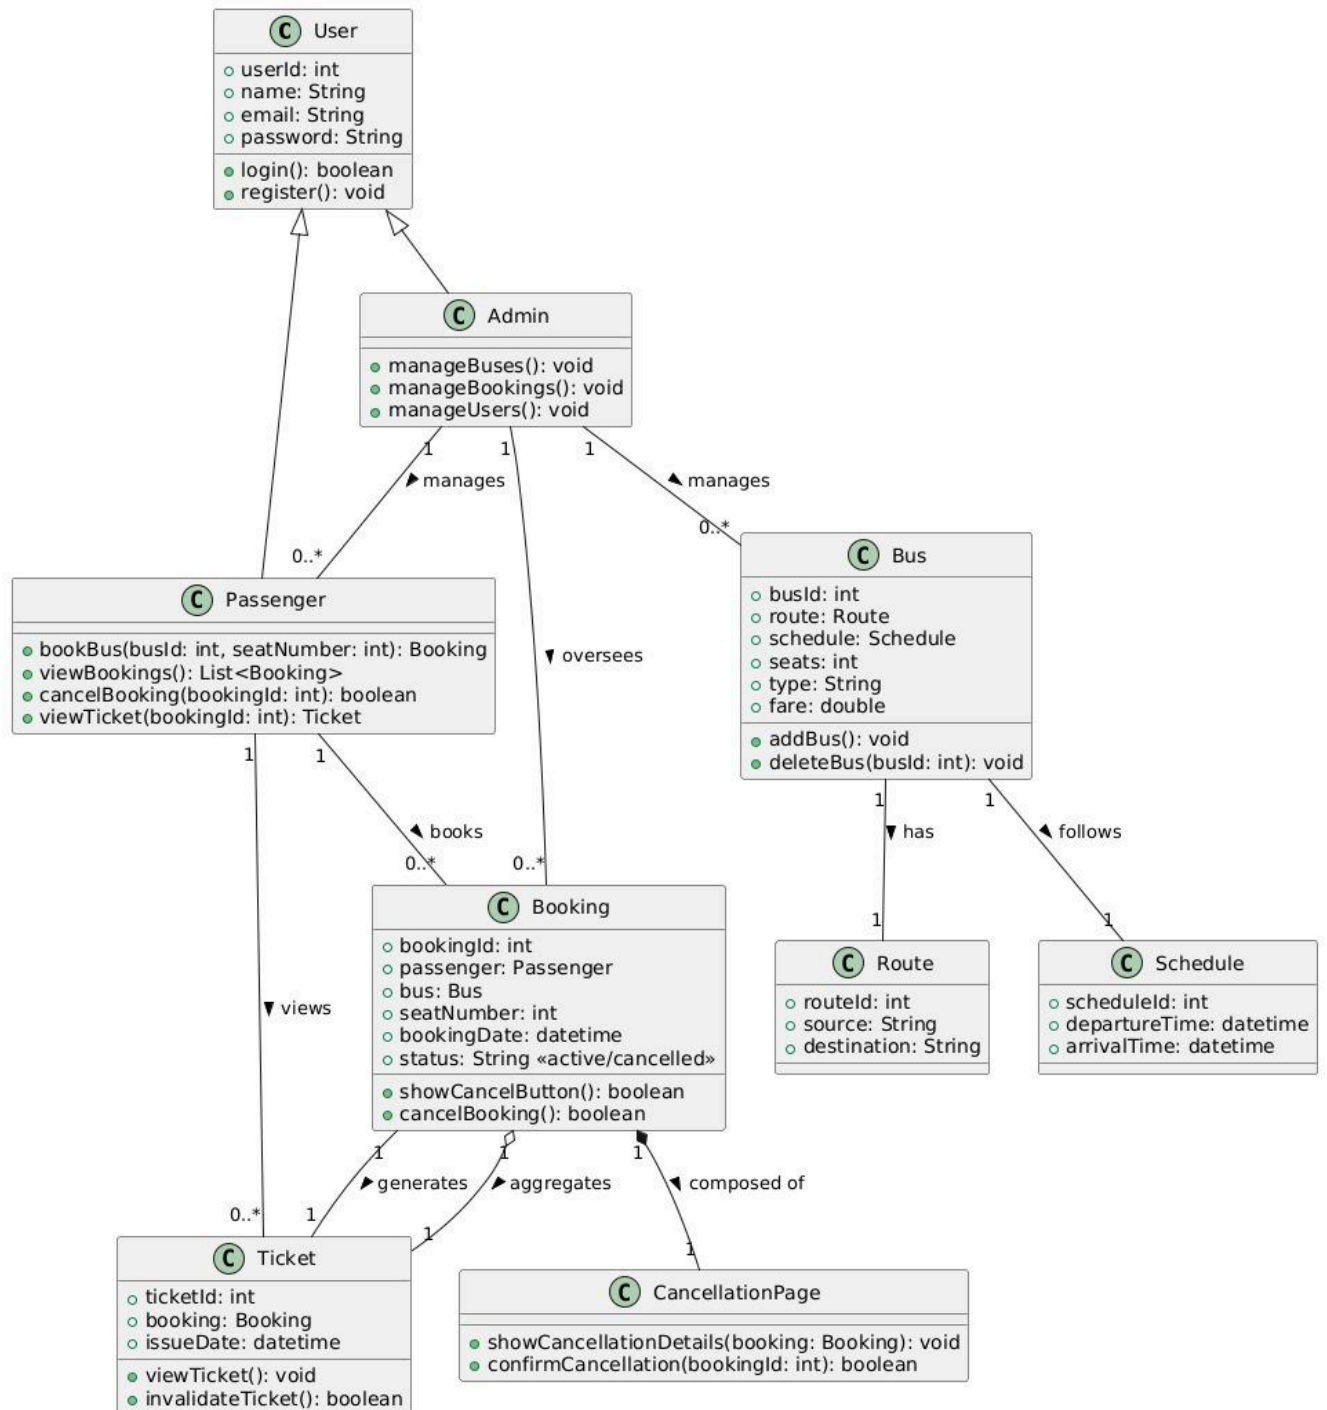 C User
userId: int
name: String
email: String
password: String
login(): boolean
register(): void
C Admin
manageBuses(): void
manageBookings(): void
manageUsers(): void
1
1
1
manages
manages
0..*
0..*
C Passenger
bookBus(busId: int, seatNumber: int): Booking
viewBookings(): List<Booking>
cancelBooking(bookingId: int): boolean
viewTicket(bookingId: int): Ticket
oversees
C Bus
busId: int
route: Route
schedule: Schedule
seats: int
type: String
fare: double
addBus(): void
deleteBus(busId: int): void
1
1
1
1
books
has
follows
0..*
0..*
1
1
C Booking
bookingId: int
passenger: Passenger
bus: Bus
seatNumber: int
bookingDate: datetime
status: String «active/cancelled»
showCancelButton(): boolean
cancelBooking(): boolean
C Route
routeId: int
source: String
destination: String
C Schedule
scheduleId: int
departureTime: datetime
arrivalTime: datetime
views
1
1
1
generates
aggregates
composed of
0..*
1
1
1
C Ticket
ticketId: int
booking: Booking
issueDate: datetime
viewTicket(): void
invalidateTicket(): boolean
C CancellationPage
showCancellationDetails(booking: Booking): void
confirmCancellation(bookingId: int): boolean